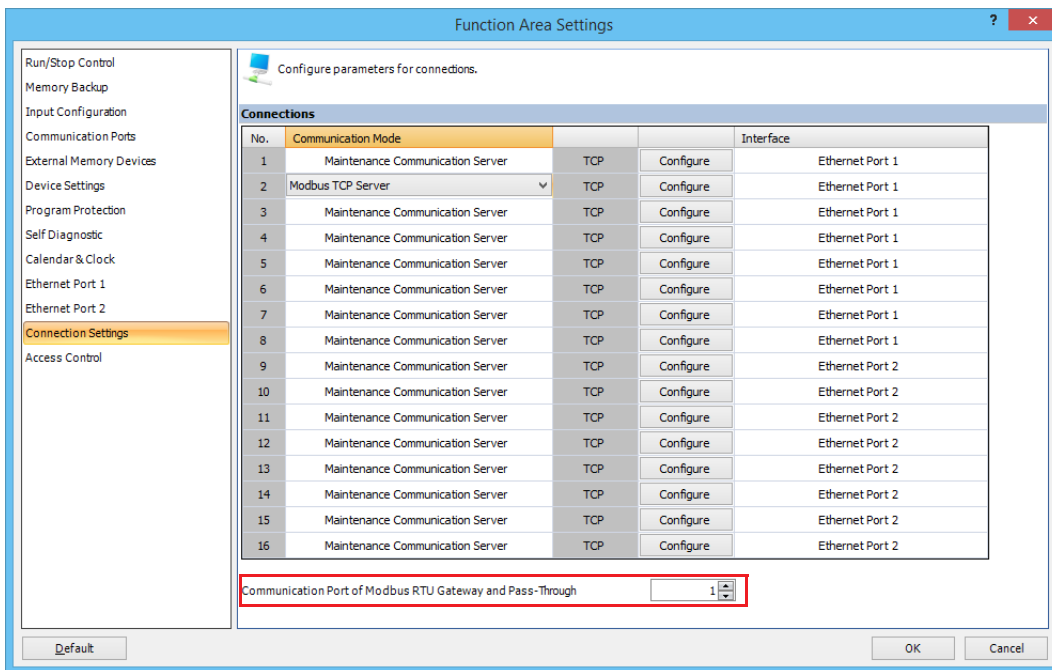 Function Area Settings
?
×
Run/Stop Control
Memory Backup
Input Configuration
Communication Ports
External Memory Devices
Device Settings
Program Protection
Self Diagnostic
Calendar & Clock
Ethernet Port 1
Ethernet Port 2
Connection Settings
Access Control
Configure parameters for connections.
Connections
No. Communication Mode Interface
1 Maintenance Communication Server TCP Configure Ethernet Port 1
2 Modbus TCP Server TCP Configure Ethernet Port 1
3 Maintenance Communication Server TCP Configure Ethernet Port 1
4 Maintenance Communication Server TCP Configure Ethernet Port 1
5 Maintenance Communication Server TCP Configure Ethernet Port 1
6 Maintenance Communication Server TCP Configure Ethernet Port 1
7 Maintenance Communication Server TCP Configure Ethernet Port 1
8 Maintenance Communication Server TCP Configure Ethernet Port 1
9 Maintenance Communication Server TCP Configure Ethernet Port 2
10 Maintenance Communication Server TCP Configure Ethernet Port 2
11 Maintenance Communication Server TCP Configure Ethernet Port 2
12 Maintenance Communication Server TCP Configure Ethernet Port 2
13 Maintenance Communication Server TCP Configure Ethernet Port 2
14 Maintenance Communication Server TCP Configure Ethernet Port 2
15 Maintenance Communication Server TCP Configure Ethernet Port 2
16 Maintenance Communication Server TCP Configure Ethernet Port 2
Communication Port of Modbus RTU Gateway and Pass-Through 1
Default OK Cancel